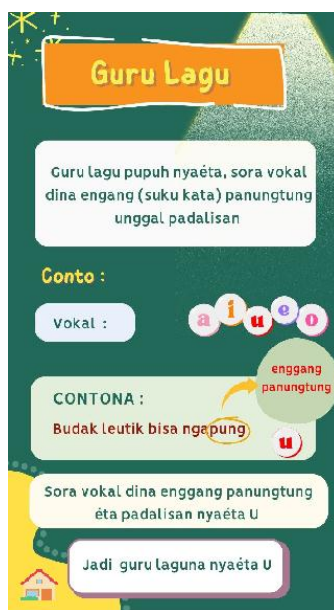 Guru Lagu
Guru lagu pupuh nyaéta, sora vokal
dina engang (suku kata) panungtung
unggal padalisan
Conto :
Vokal :
a i u e o
enggang
panungtung
CONTONA :
Budak leutik bisa ngapung
u
Sora vokal dina enggang panungtung
éta padalisan nyaéta U
Jadi guru laguna nyaéta U